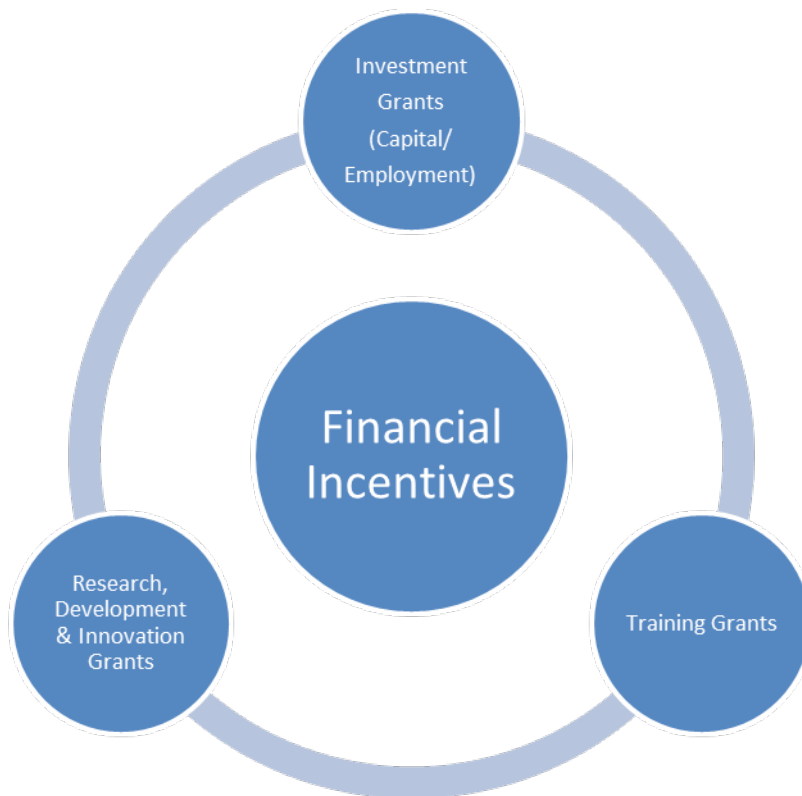 Investment
Grants
(Capital/
Employment)
Financial
Incentives
Research,
Development
& Innovation
Grants
Training Grants